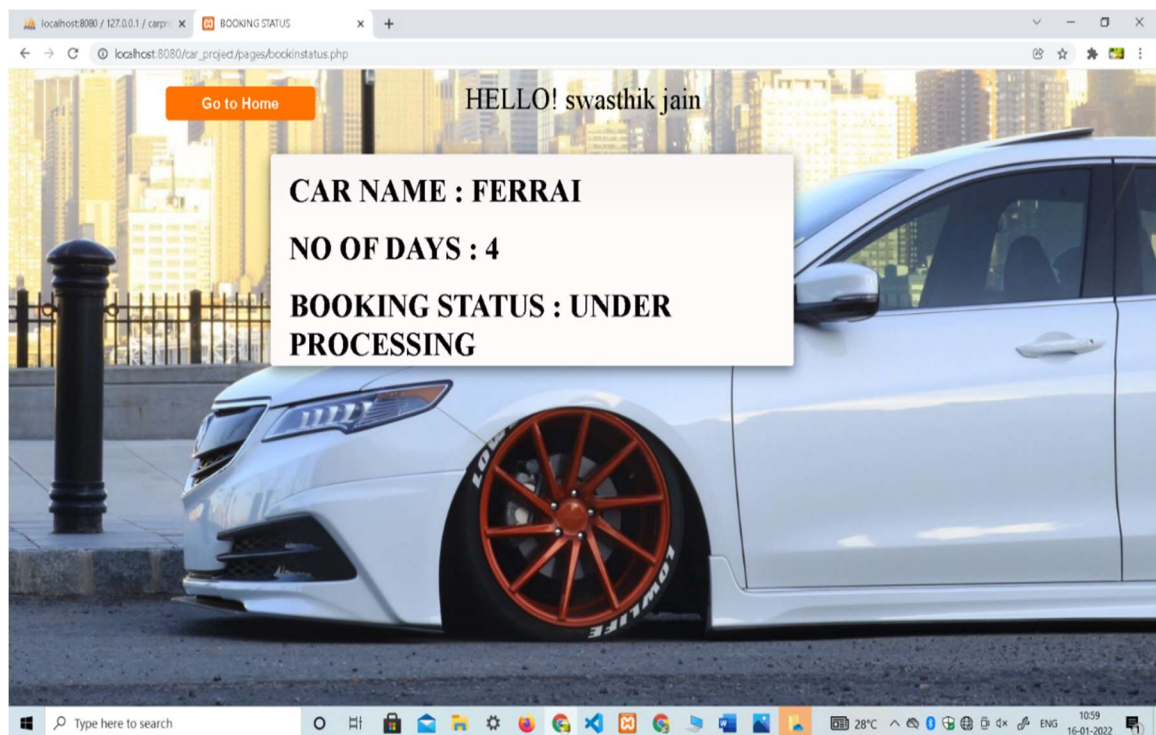 localhost:8080 / 127.0.0.1 / carpro
BOOKING STATUS
localhost:8080/car_project/pages/bookinstatus.php
Go to Home
HELLO! swasthik jain
CAR NAME : FERRAI
NO OF DAYS : 4
BOOKING STATUS : UNDER
PROCESSING
LOW
LOWLIFE
Type here to search
28°C
ENG
10:59
16-01-2022